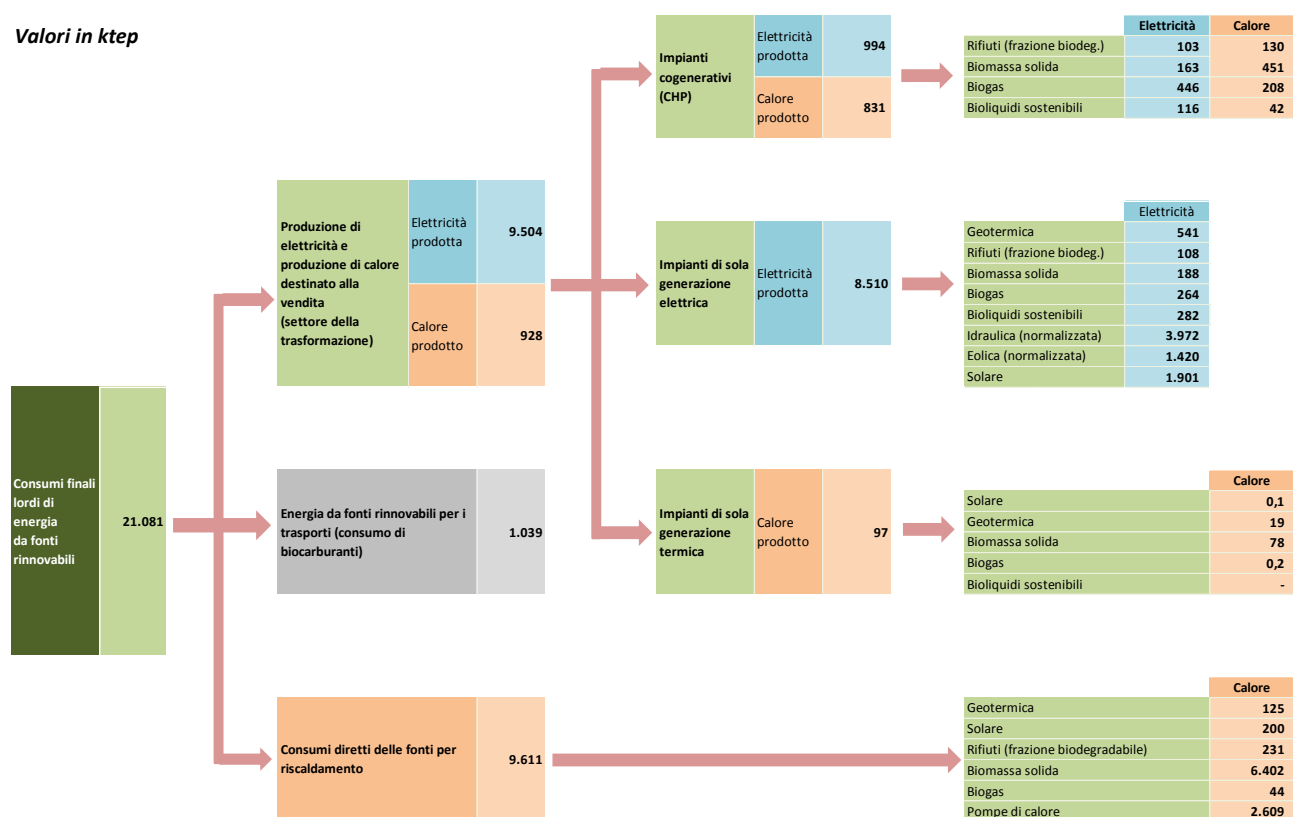 Valori in ktep
Impianti
cogenerativi
(CHP)
Elettricità
prodotta
994
Calore
prodotto
831
Elettricità Calore
Rifiuti (frazione biodeg.) 103 130
Biomassa solida 163 451
Biogas 446 208
Bioliquidi sostenibili 116 42
Produzione di
elettricità e
produzione di calore
destinato alla
vendita
(settore della
trasformazione)
Elettricità
prodotta
9.504
Calore
prodotto
928
Impianti di sola
generazione
elettrica
Elettricità
prodotta
8.510
Elettricità
Geotermica 541
Rifiuti (frazione biodeg.) 108
Biomassa solida 188
Biogas 264
Bioliquidi sostenibili 282
Idraulica (normalizzata) 3.972
Eolica (normalizzata) 1.420
Solare 1.901
Consumi finali
lordi di
energia
da fonti
rinnovabili
21.081
Energia da fonti rinnovabili per i
trasporti (consumo di
biocarburanti)
1.039
Impianti di sola
generazione
termica
Calore
prodotto
97
Calore
Solare 0,1
Geotermica 19
Biomassa solida 78
Biogas 0,2
Bioliquidi sostenibili -
Consumi diretti delle fonti per
riscaldamento
9.611
Calore
Geotermica 125
Solare 200
Rifiuti (frazione biodegradabile) 231
Biomassa solida 6.402
Biogas 44
Pompe di calore 2.609